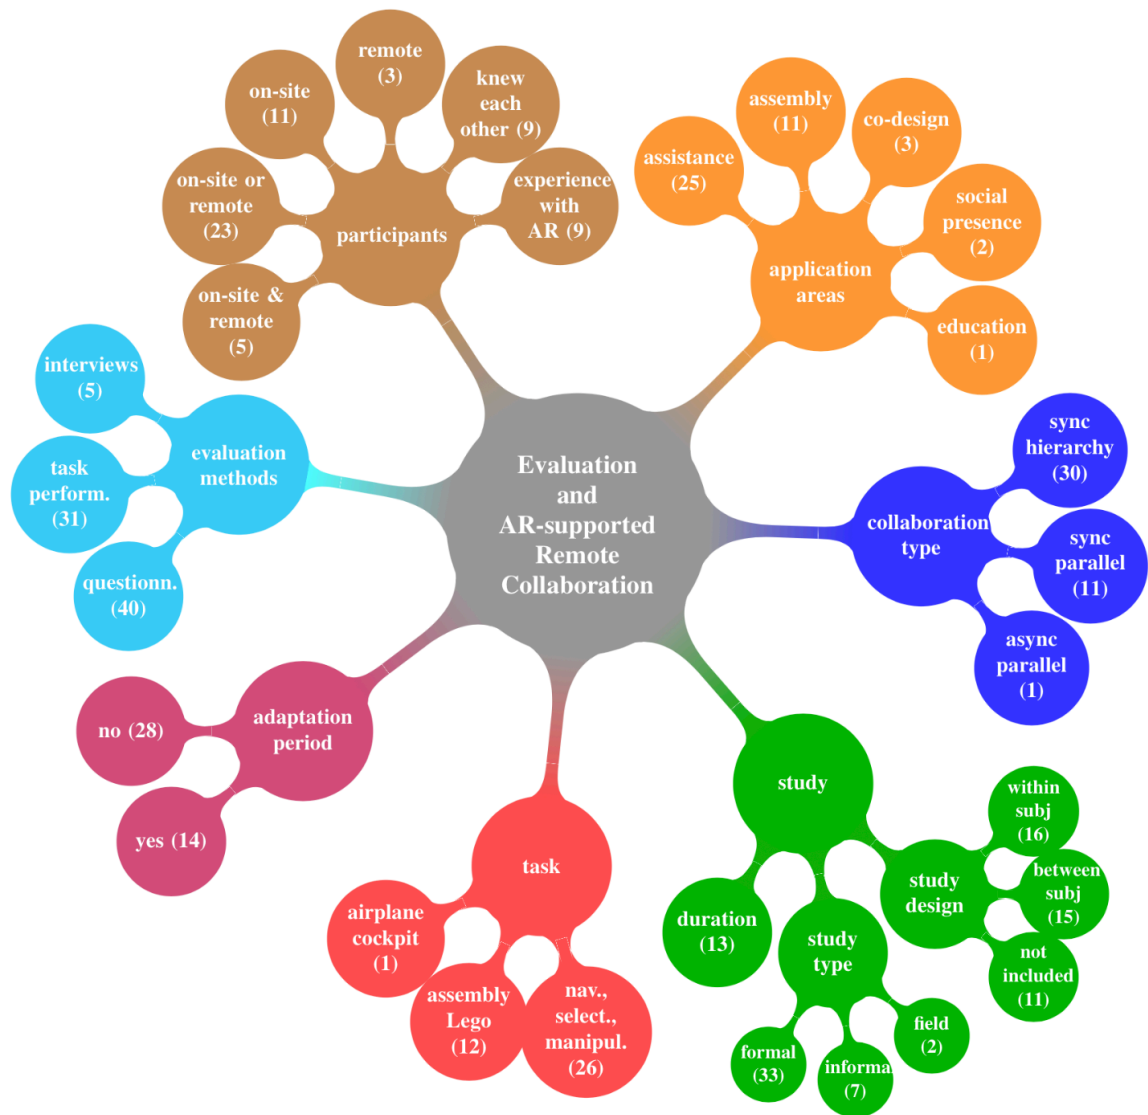 Evaluation
and
AR-supported
Remote
Collaboration
participants
on-site &
remote
(5)
on-site or
remote
(23)
on-site
(11)
remote
(3)
knew
each
other (9)
experience
with
AR (9)
application
areas
assistance
(25)
assembly
(11)
co-design
(3)
social
presence
(2)
education
(1)
collaboration
type
sync
hierarchy
(30)
sync
parallel
(11)
async
parallel
(1)
study
study
design
within
subj
(16)
between
subj
(15)
not
included
(11)
study
type
field
(2)
informa
(7)
formal
(33)
duration
(13)
task
nav.,
select.,
manipul.
(26)
assembly
Lego
(12)
airplane
cockpit
(1)
adaptation
period
yes (14)
no (28)
evaluation
methods
questionn.
(40)
task
perform.
(31)
interviews
(5)